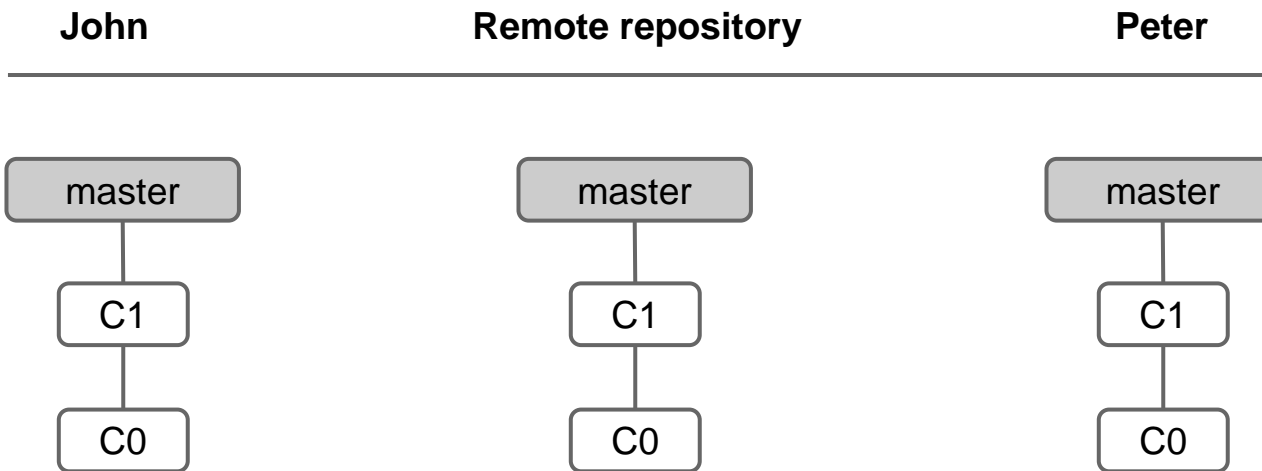 John Remote repository Peter
master master master
C1 C1 C1
C0 C0 C0